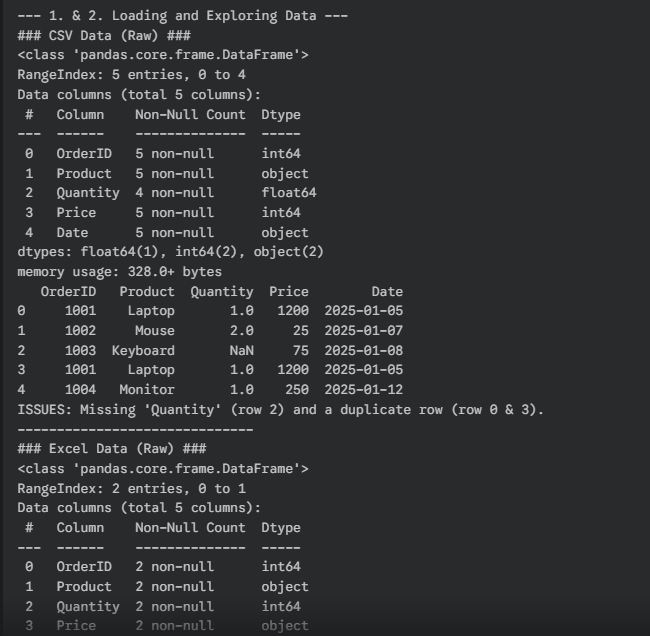 --- 1. & 2. Loading and Exploring Data ---
### CSV Data (Raw) ###
<class 'pandas.core.frame.DataFrame'>
RangeIndex: 5 entries, 0 to 4
Data columns (total 5 columns):
 #   Column    Non-Null Count  Dtype
---  ------    --------------  -----
 0   OrderID   5 non-null      int64
 1   Product   5 non-null      object
 2   Quantity  4 non-null      float64
 3   Price     5 non-null      int64
 4   Date      5 non-null      object
dtypes: float64(1), int64(2), object(2)
memory usage: 328.0+ bytes
   OrderID   Product  Quantity  Price        Date
0     1001    Laptop       1.0   1200  2025-01-05
1     1002     Mouse       2.0     25  2025-01-07
2     1003  Keyboard       NaN     75  2025-01-08
3     1001    Laptop       1.0   1200  2025-01-05
4     1004   Monitor       1.0    250  2025-01-12
ISSUES: Missing 'Quantity' (row 2) and a duplicate row (row 0 & 3).
------------------------------
### Excel Data (Raw) ###
<class 'pandas.core.frame.DataFrame'>
RangeIndex: 2 entries, 0 to 1
Data columns (total 5 columns):
 #   Column    Non-Null Count  Dtype
---  ------    --------------  -----
 0   OrderID   2 non-null      int64
 1   Product   2 non-null      object
 2   Quantity  2 non-null      int64
 3   Price     2 non-null      object